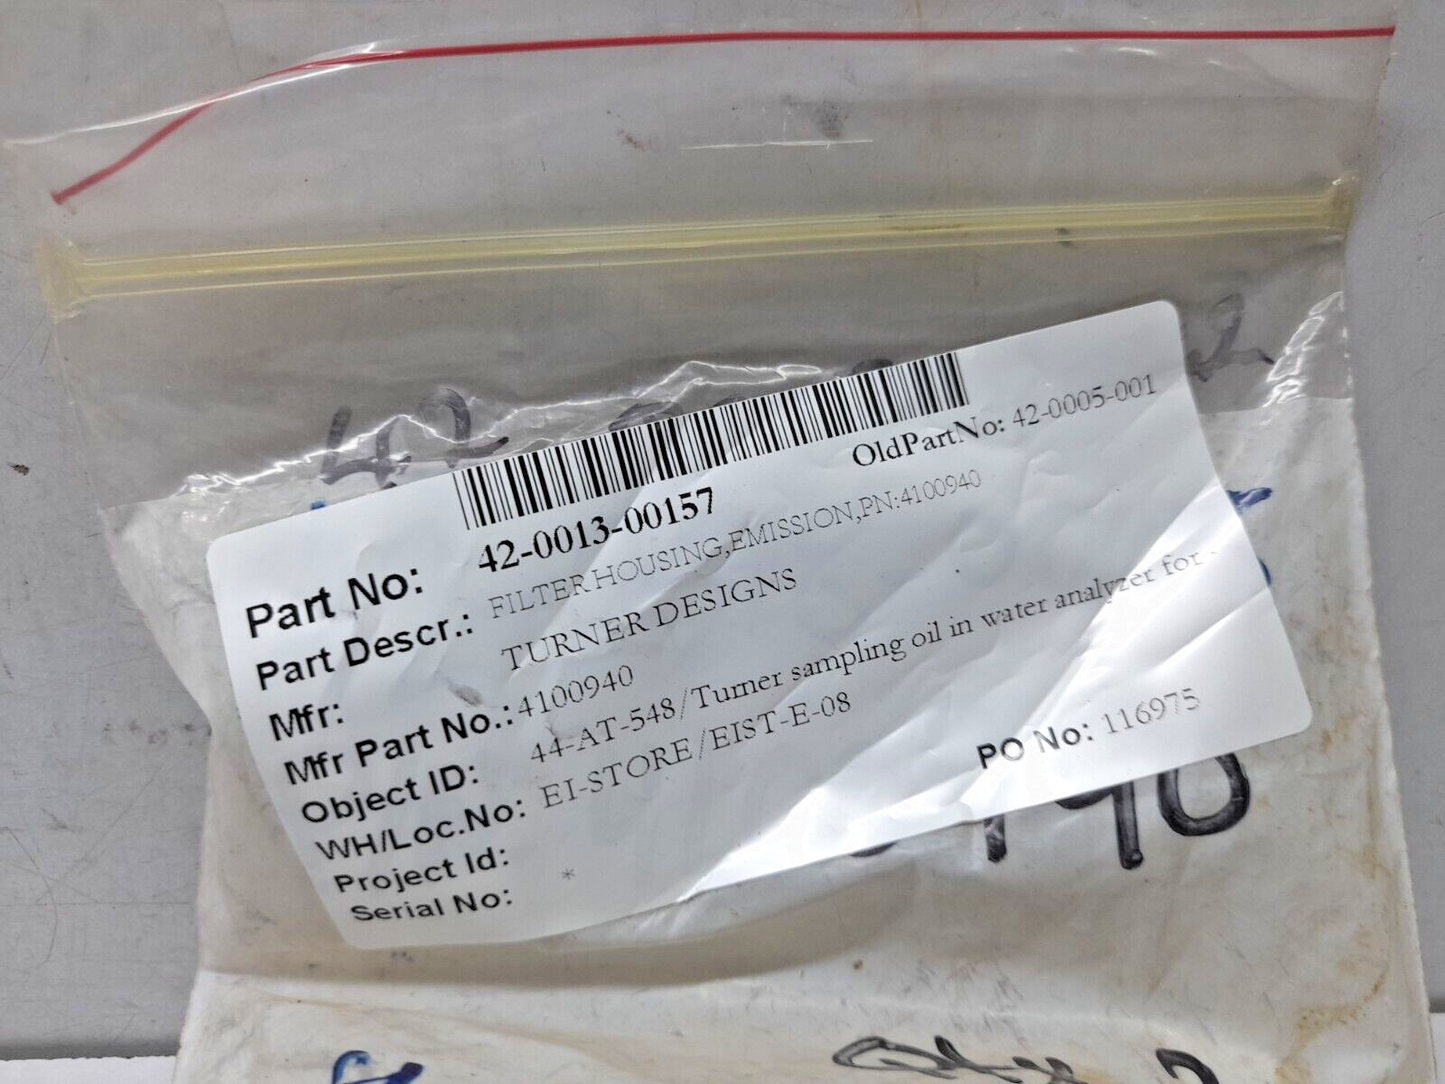 OldPartNo: 42-0005-001
Part No: 42-0013-00157
Part Descr.: FILTER HOUSING,EMISSION,PN:4100940
Mfr: TURNER DESIGNS
Mfr Part No.: 4100940
Object ID: 44-AT-548/Turner sampling oil in water analyzer for -
WH/Loc.No: EI-STORE/EIST-E-08
Project Id:
PO No: 116975
Serial No: *
42
Qty